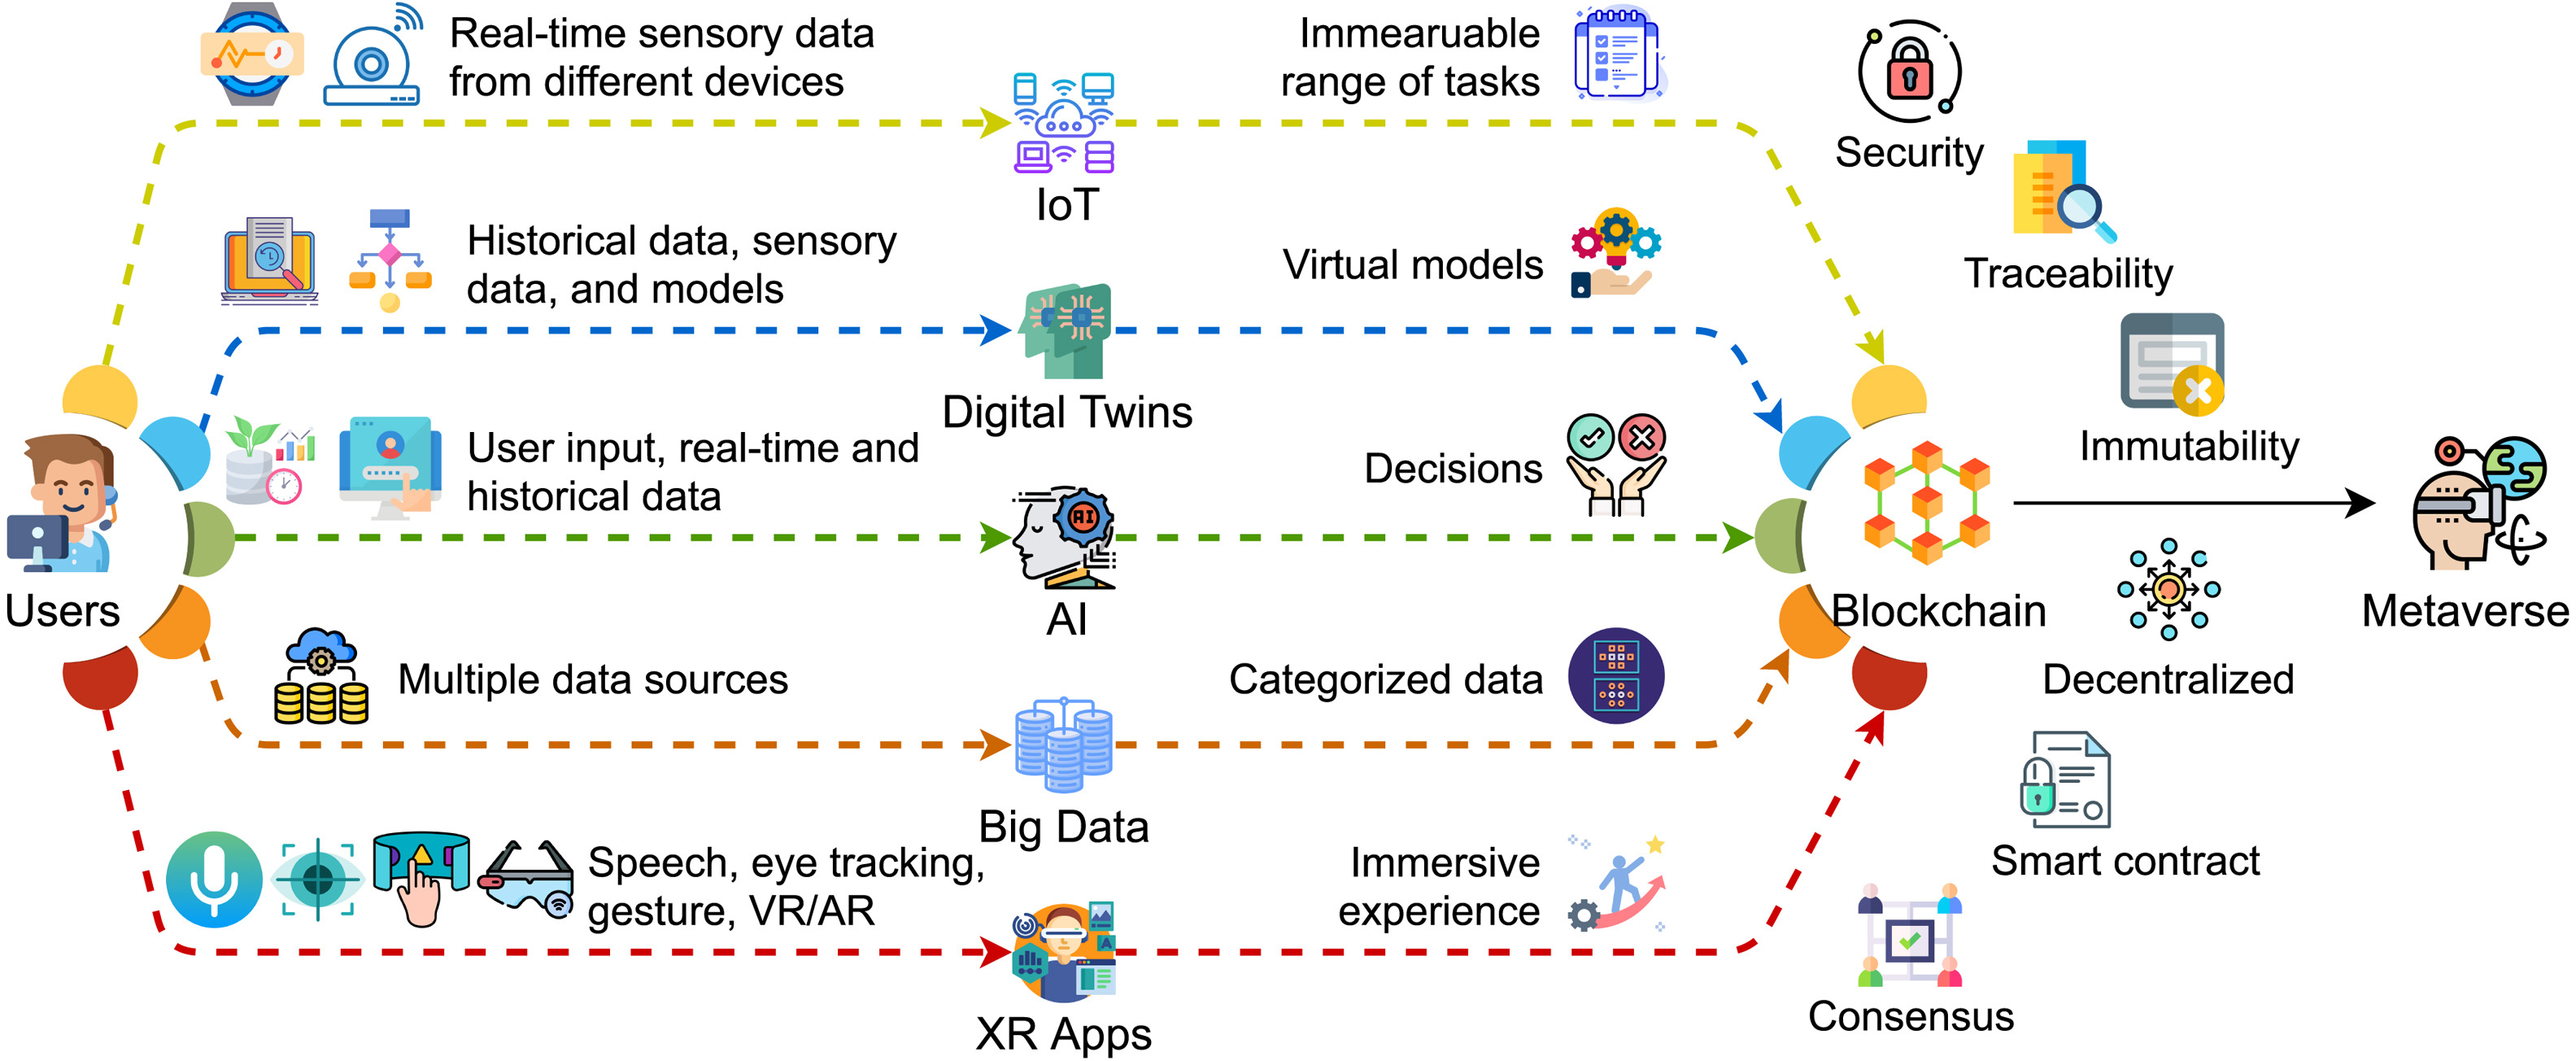 Real-time sensory data
from different devices
Immearuable
range of tasks
IoT
Security
Traceability
Historical data, sensory
data, and models
Virtual models
Digital Twins
Immutability
User input, real-time and
historical data
Decisions
AI
AI
Users
Blockchain
Metaverse
Multiple data sources
Categorized data
Decentralized
Big Data
Smart contract
Speech, eye tracking,
gesture, VR/AR
Immersive
experience
A
XR Apps
Consensus